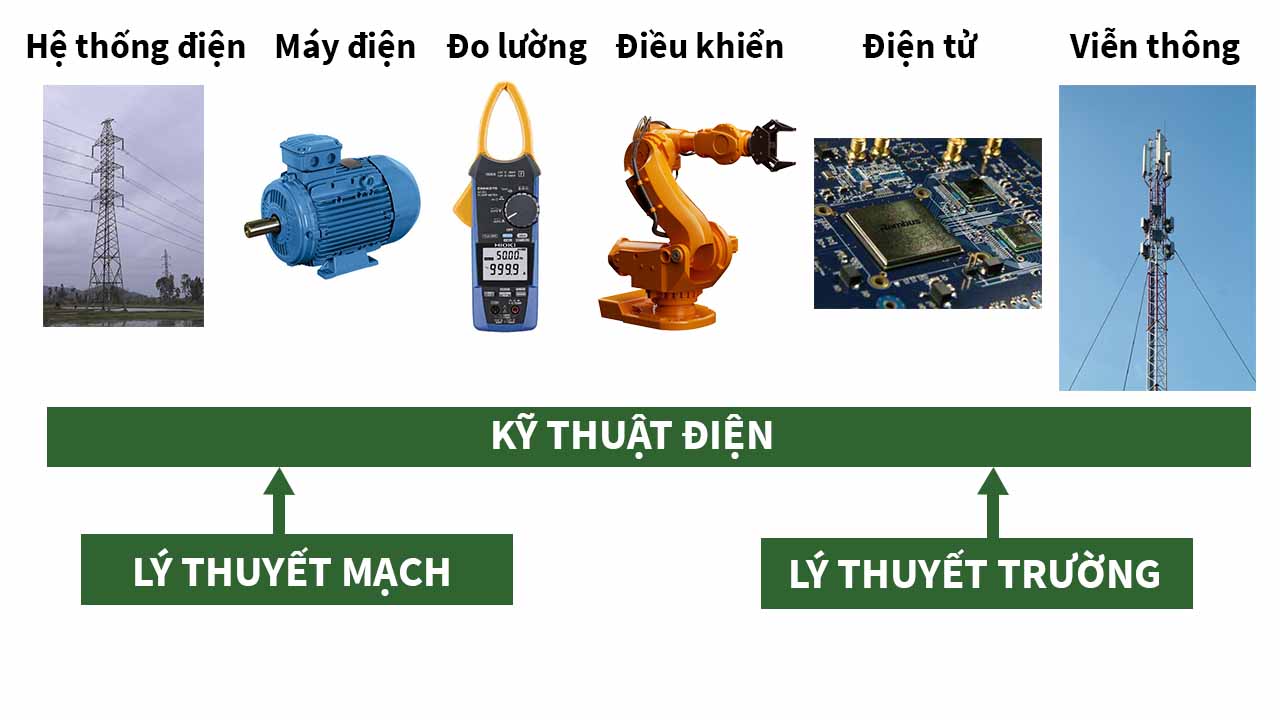 Hệ thống điện
Máy điện
Đo lường
Điều khiển
Điện tử
Viễn thông
HIOKI
50.00
999.9
Rambus
KỸ THUẬT ĐIỆN
LÝ THUYẾT MẠCH
LÝ THUYẾT TRƯỜNG